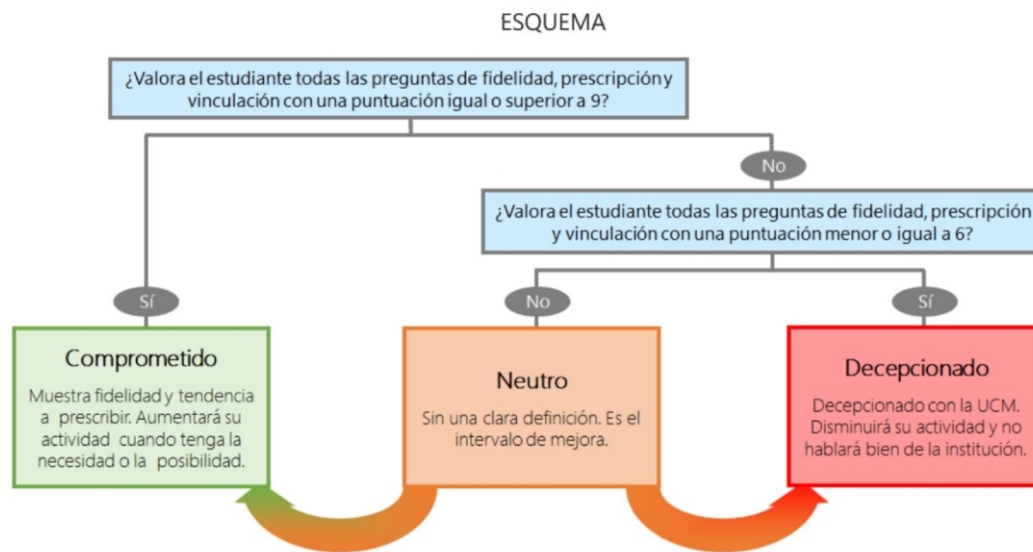 ESQUEMA
¿Valora el estudiante todas las preguntas de fidelidad, prescripción y
vinculación con una puntuación igual o superior a 9?
No
¿Valora el estudiante todas las preguntas de fidelidad, prescripción
y vinculación con una puntuación menor o igual a 6?
Sí
No
Sí
Comprometido
Muestra fidelidad y tendencia
a prescribir. Aumentará su
actividad cuando tenga la
necesidad o la posibilidad.
Neutro
Sin una clara definición. Es el
intervalo de mejora.
Decepcionado
Decepcionado con la UCM.
Disminuirá su actividad y no
hablará bien de la institución.